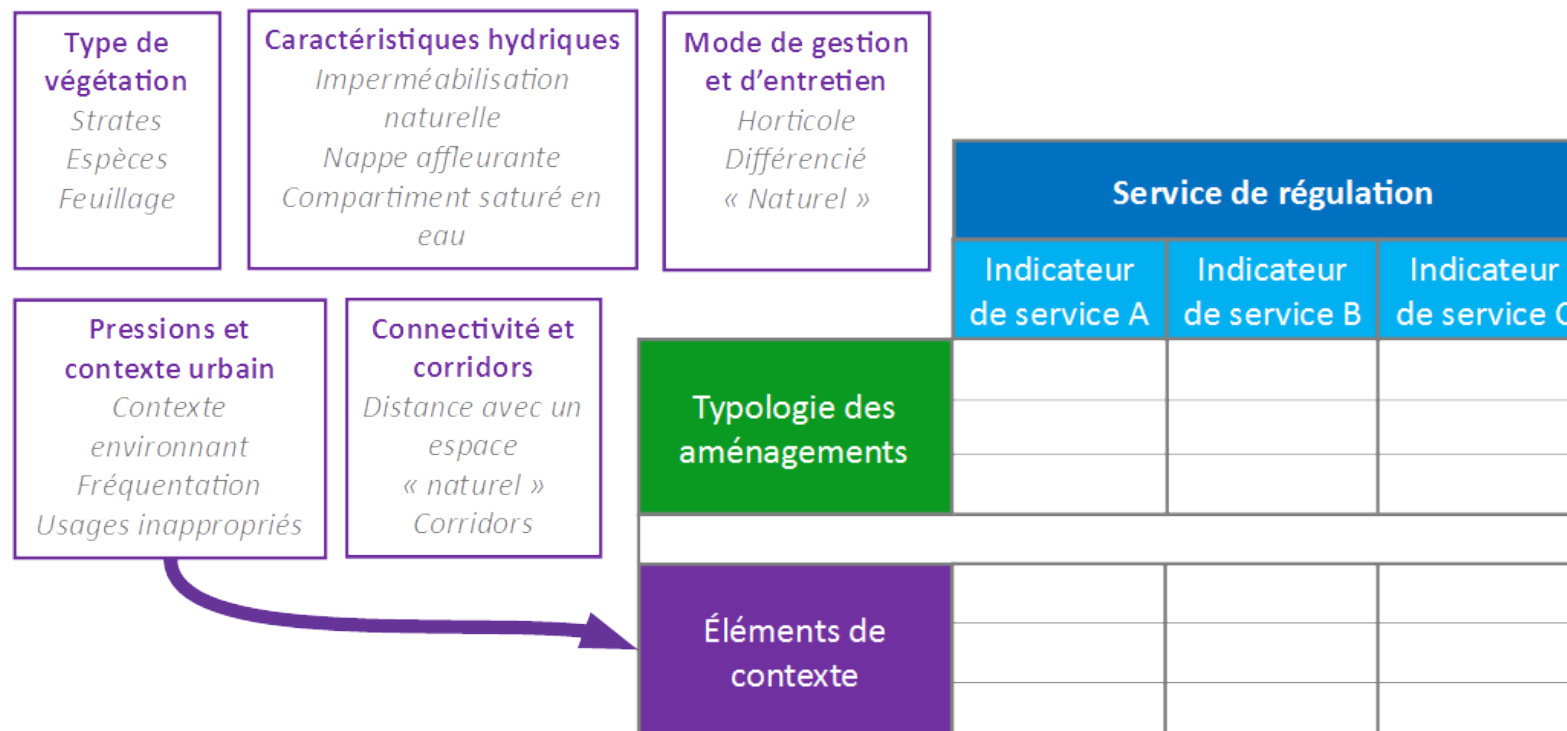 Type de
végétation
Strates
Espèces
Feuillage
Caractéristiques hydriques
Imperméabilisation
naturelle
Nappe affleurante
Compartiment saturé en
eau
Mode de gestion
et d’entretien
Horticole
Différencié
« Naturel »
Pressions et
contexte urbain
Contexte
environnant
Fréquentation
Usages inappropriés
Connectivité et
corridors
Distance avec un
espace
« naturel »
Corridors
Service de régulation
Indicateur
de service A
Indicateur
de service B
Indicateur
de service C
Typologie des
aménagements
Éléments de
contexte